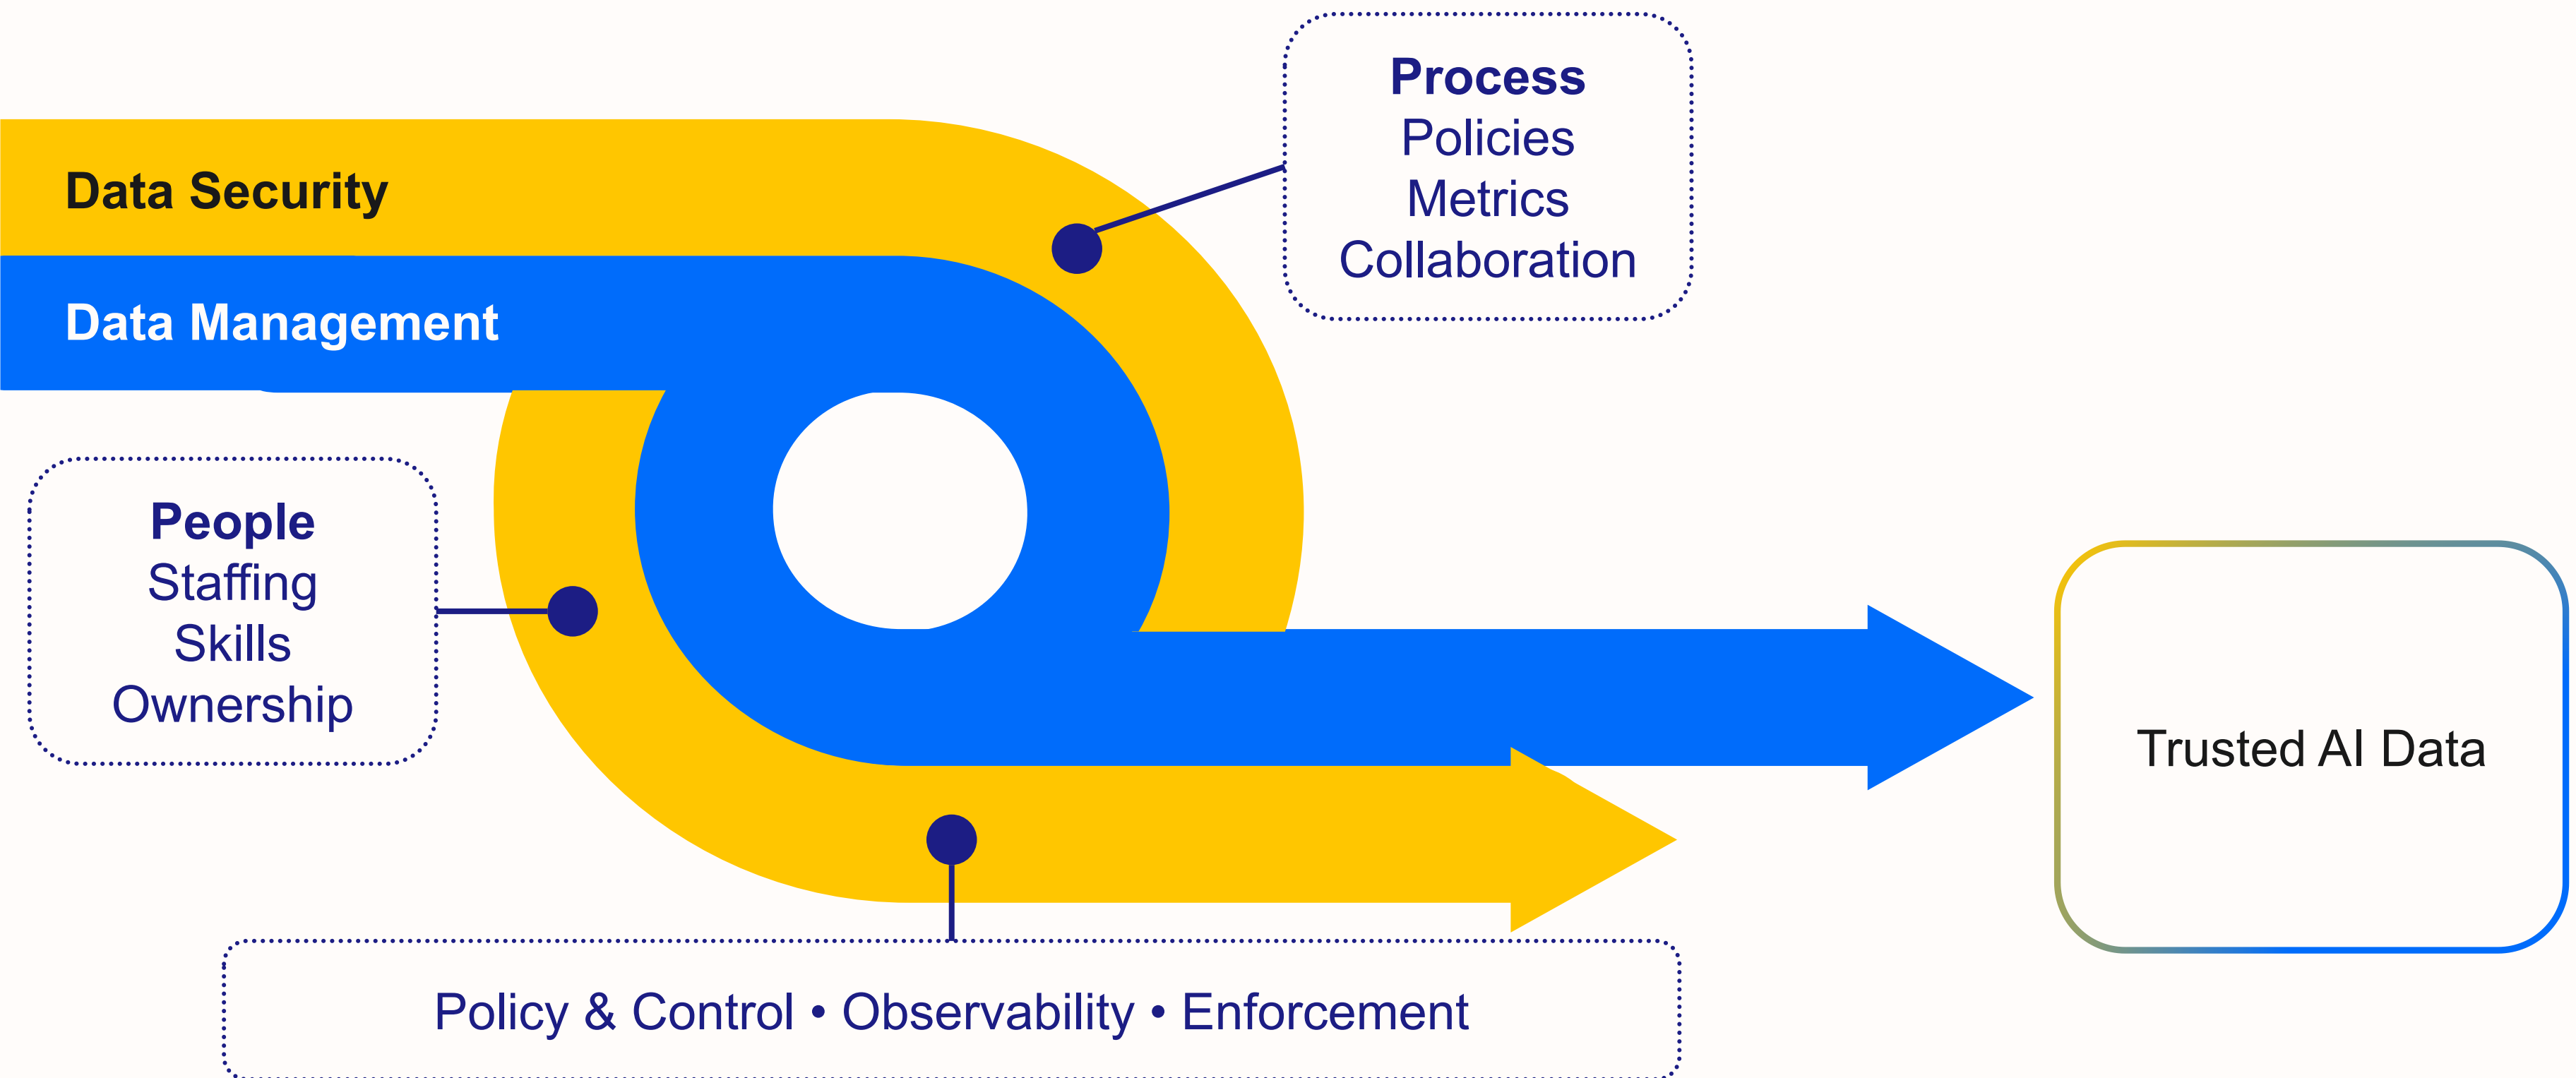 Process
Policies
Metrics
Collaboration
Data Security
Data Management
People
Staffing
Skills
Ownership
Trusted AI Data
Policy & Control • Observability • Enforcement